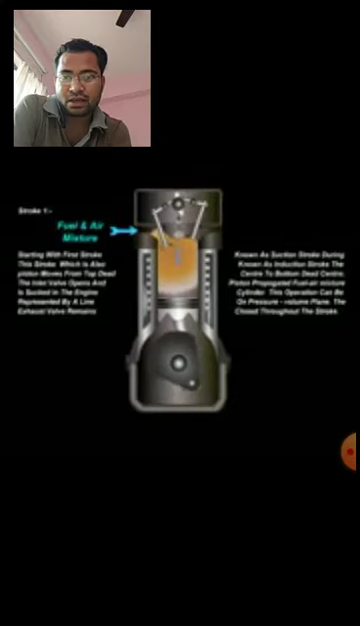 Stroke 1:-
Fuel & Air
Mixture
Starting With First Stroke
This Stroke. Which Is Also
piston Moves From Top Dead
The Inlet Valve Opens And
Is Sucked In The Engine
Represented By A Line
Exhaust Valve Remains
Known As Suction Stroke During
Known As Induction Stroke The
Centre To Bottom Dead Centre.
Piston Propogated Fuel-air mixture
Cylinder. This Operation Can Be
On Pressure - volume Plane. The
Closed Throughout The Stroke.